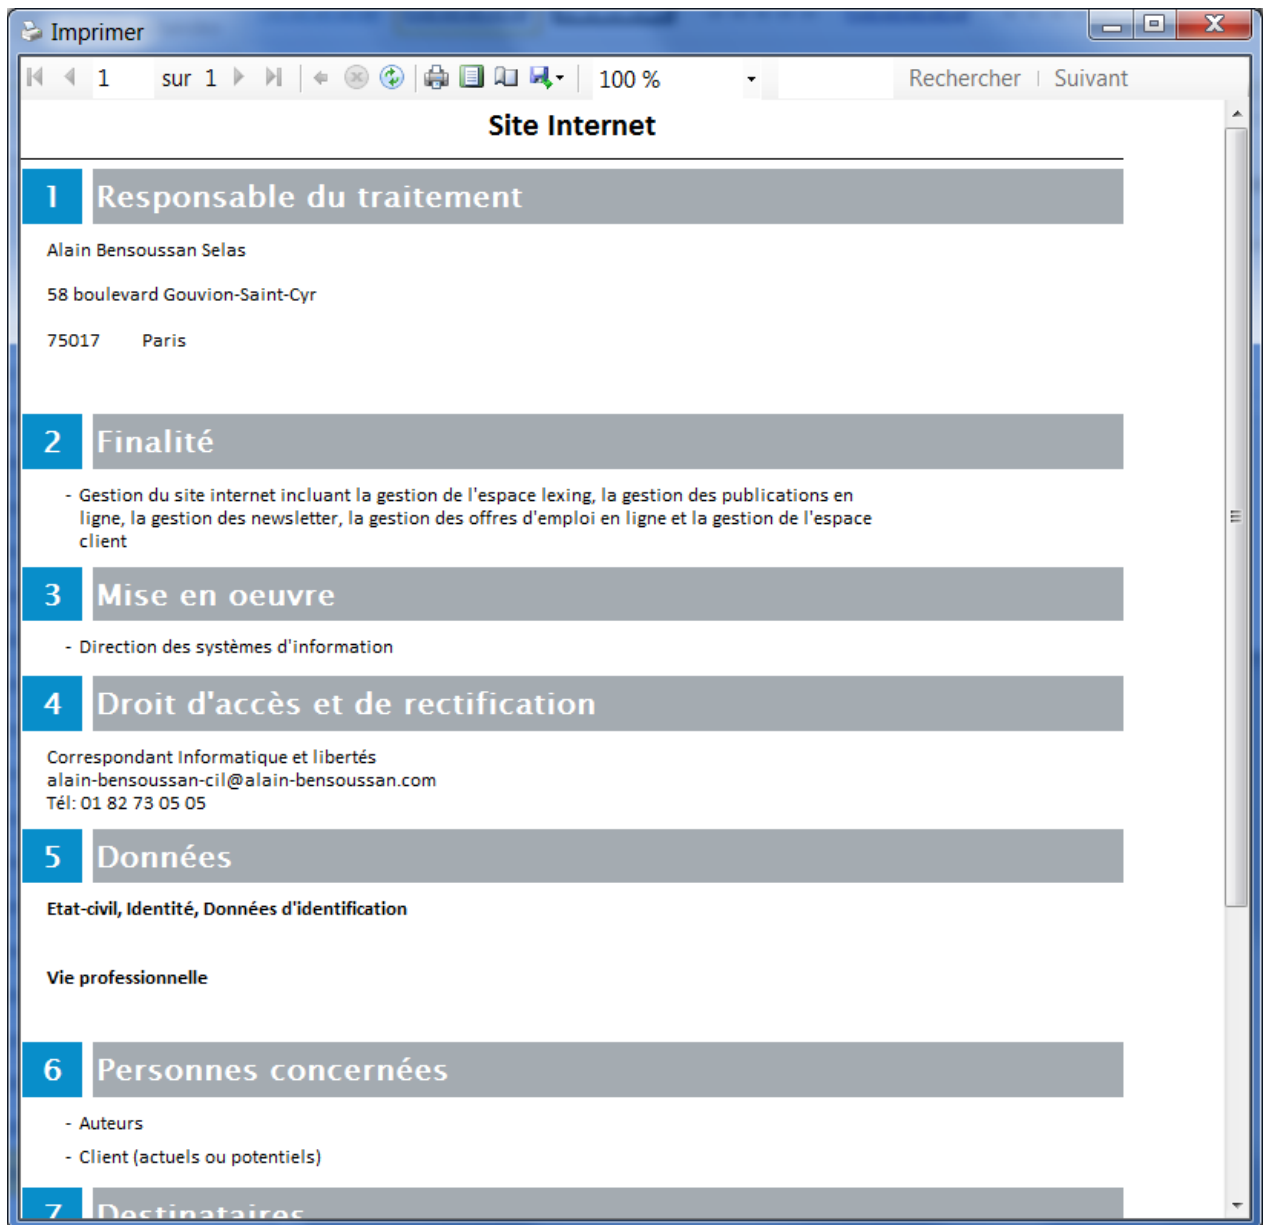 Imprimer
1 sur 1 100 % Rechercher Suivant
Site Internet
1 Responsable du traitement
Alain Bensoussan Selas
58 boulevard Gouvion-Saint-Cyr
75017 Paris
2 Finalité
- Gestion du site internet incluant la gestion de l'espace lexing, la gestion des publications en
ligne, la gestion des newsletter, la gestion des offres d'emploi en ligne et la gestion de l'espace
client
3 Mise en oeuvre
- Direction des systèmes d'information
4 Droit d'accès et de rectification
Correspondant Informatique et libertés
alain-bensoussan-cil@alain-bensoussan.com
Tél: 01 82 73 05 05
5 Données
Etat-civil, Identité, Données d'identification
Vie professionnelle
6 Personnes concernées
- Auteurs
- Client (actuels ou potentiels)
7 Destinataires